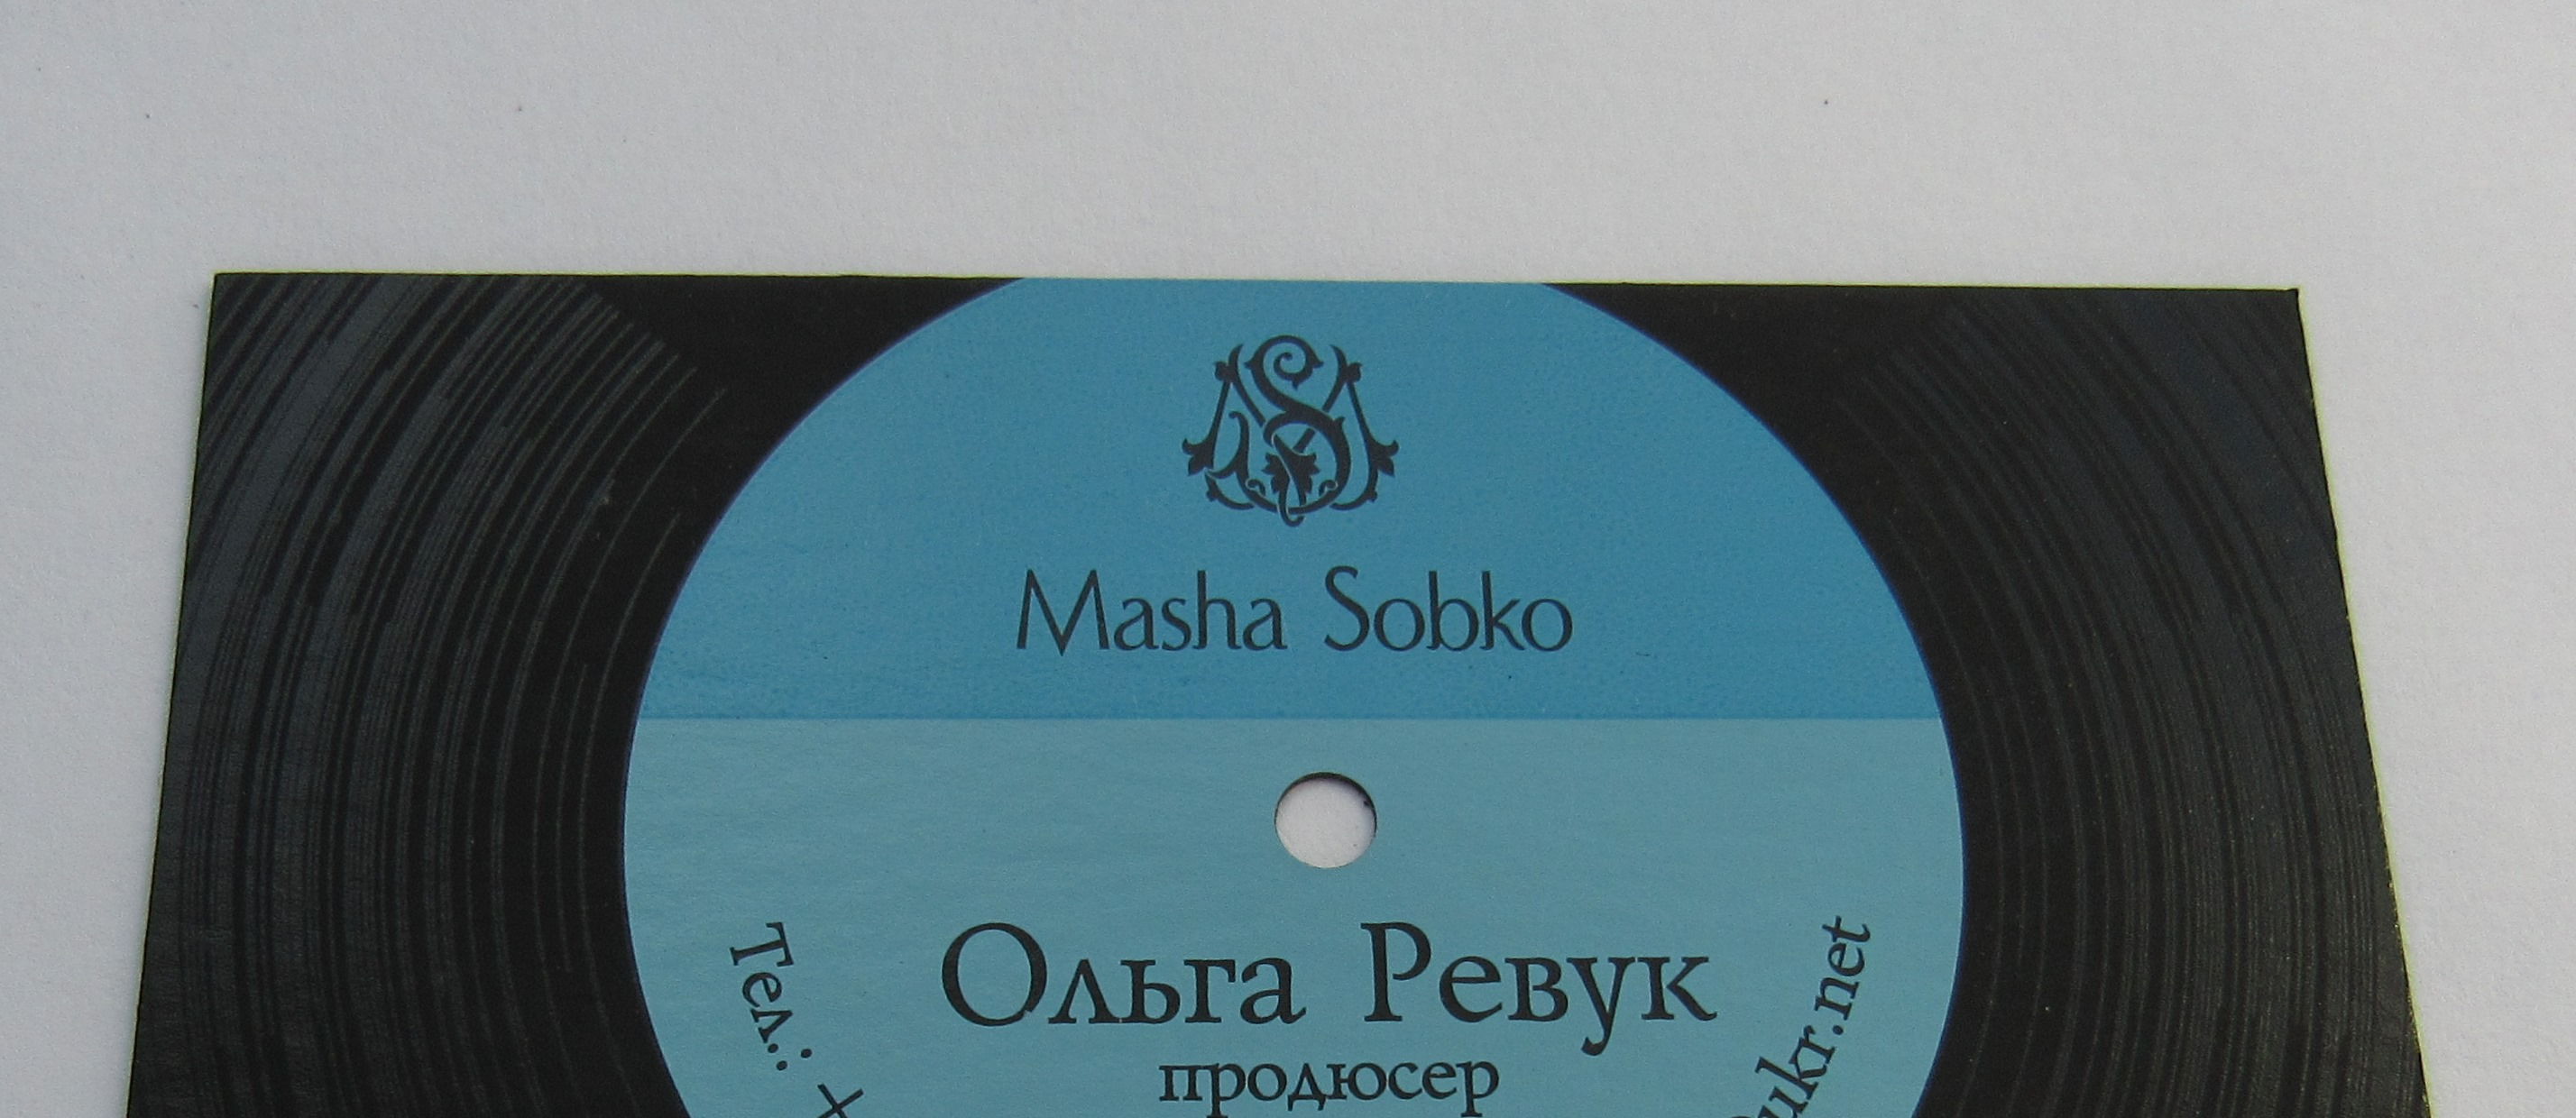 Masha Sobko
Ольга Ревук
продюсер
Тел.:
ukr.net